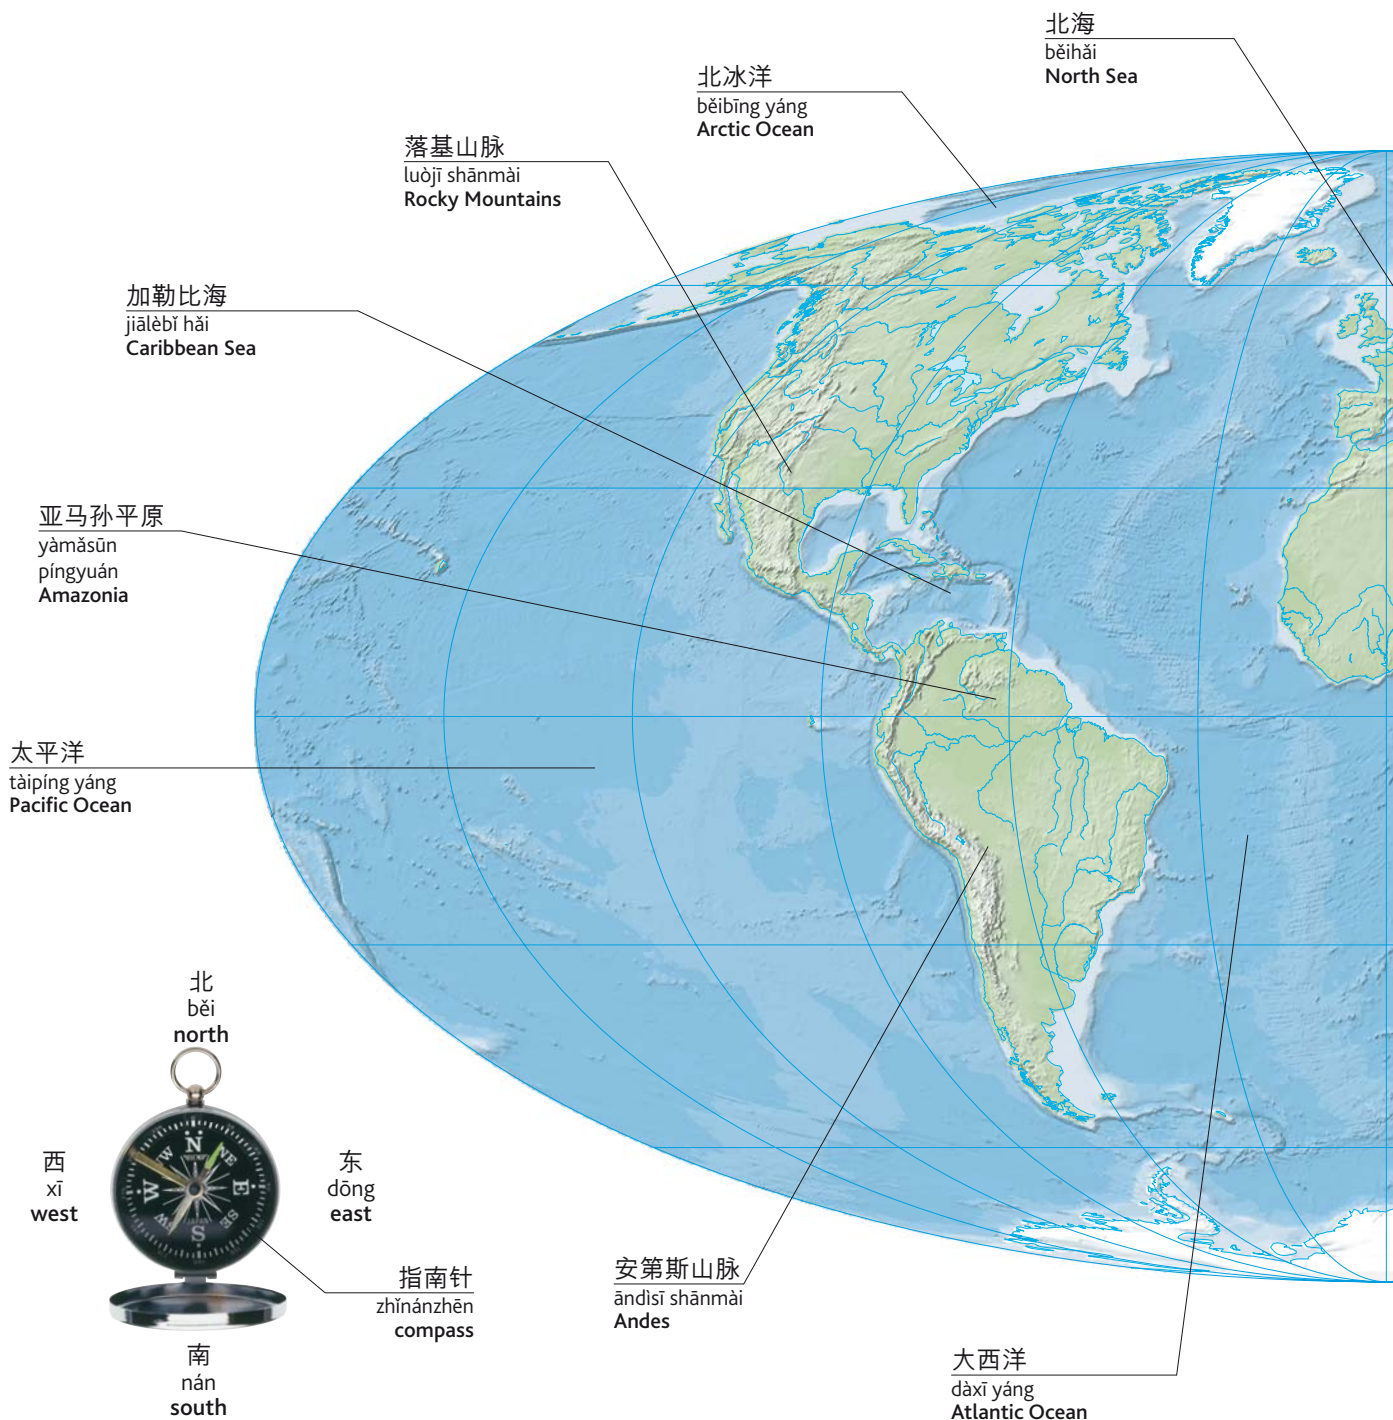 北海
běihǎi
North Sea
北冰洋
běibīng yáng
Arctic Ocean
落基山脉
luòjī shānmài
Rocky Mountains
加勒比海
jiālèbǐ hǎi
Caribbean Sea
亚马孙平原
yàmǎsūn
píngyuán
Amazonia
太平洋
tàipíng yáng
Pacific Ocean
北
běi
north
西
xī
west
东
dōng
east
N
NE
E
SE
S
W
指南针
zhǐnánzhēn
compass
南
nán
south
安第斯山脉
āndìsī shānmài
Andes
大西洋
dàxī yáng
Atlantic Ocean